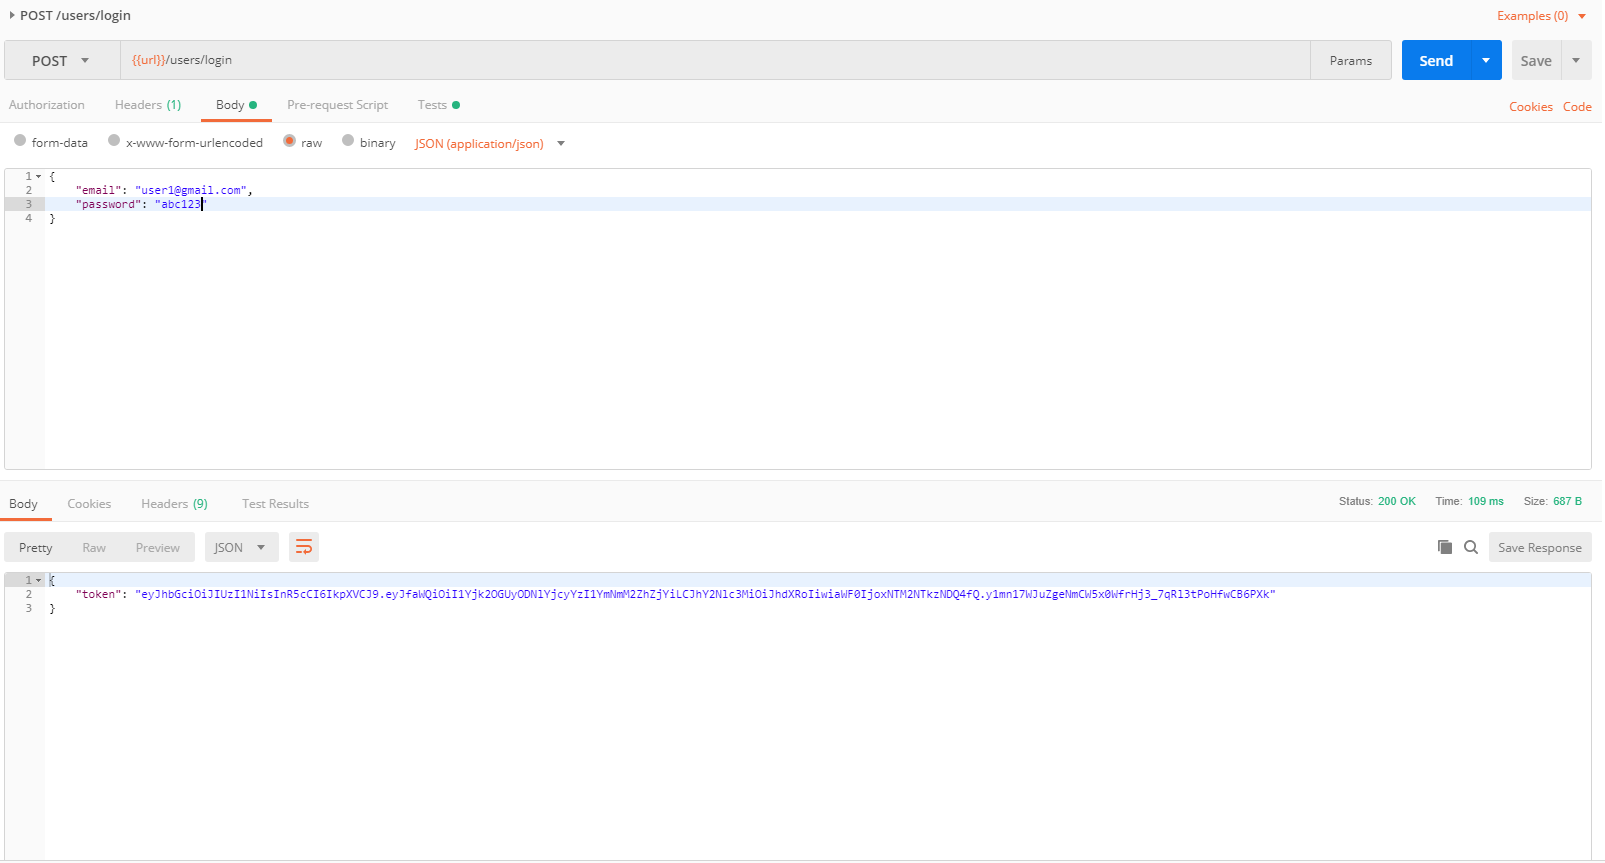 POST /users/login
Examples (0)
POST {{url}}/users/login Params Send Save
Authorization Headers (1) Body Pre-request Script Tests Cookies Code
form-data x-www-form-urlencoded raw binary JSON (application/json)
1 {
2 "email": "user1@gmail.com",
3 "password": "abc123"
4 }
Body Cookies Headers (9) Test Results Status: 200 OK Time: 109 ms Size: 687 B
Pretty Raw Preview JSON Save Response
1 {
2 "token": "eyJhbGciOiJIUzI1NiIsInR5cCI6IkpXVCJ9.eyJfaWQiOiI1Yjk2OGUyODNlYjcyYzI1YmNmM2ZhZjYiLCJhY2Nlc3MiOiJhdXRoIiwiaWF0IjoxNTM2NTkzNDQ4fQ.y1mn17WJuZgeNmCW5x0WfrHj3_7qRl3tPoHfwCB6PXk"
3 }